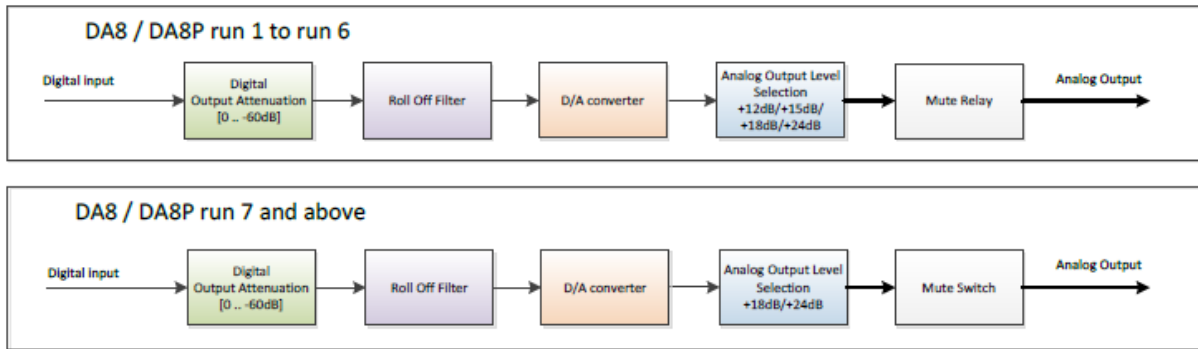 DA8 / DA8P run 1 to run 6
Digital input
Digital
Output Attenuation
[0 .. -60dB]
Roll Off Filter
D/A converter
Analog Output Level
Selection
+12dB/+15dB/
+18dB/+24dB
Mute Relay
Analog Output
DA8 / DA8P run 7 and above
Digital input
Digital
Output Attenuation
[0 .. -60dB]
Roll Off Filter
D/A converter
Analog Output Level
Selection
+18dB/+24dB
Mute Switch
Analog Output